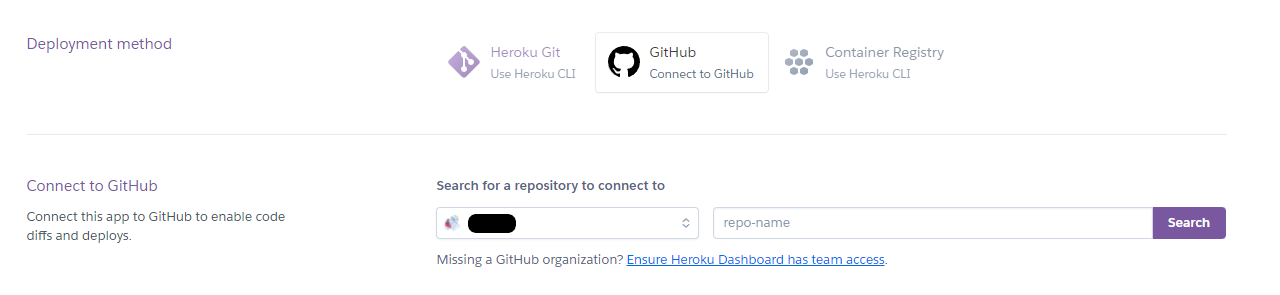 Deployment method
Heroku Git
Use Heroku CLI
GitHub
Connect to GitHub
Container Registry
Use Heroku CLI
Connect to GitHub
Connect this app to GitHub to enable code
diffs and deploys.
Search for a repository to connect to
repo-name
Search
Missing a GitHub organization? Ensure Heroku Dashboard has team access.